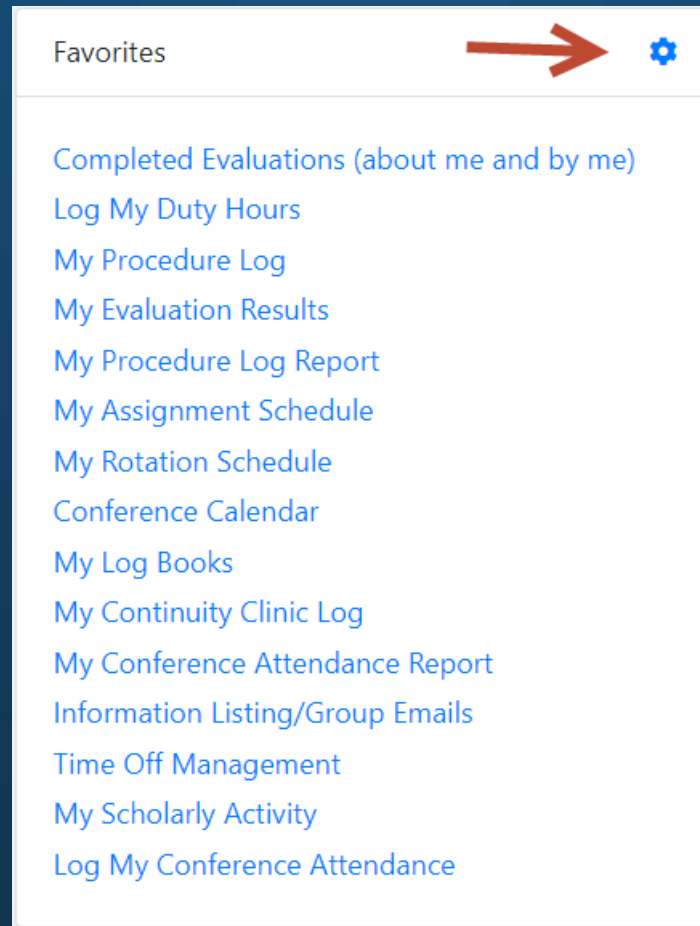 Favorites
Completed Evaluations (about me and by me)
Log My Duty Hours
My Procedure Log
My Evaluation Results
My Procedure Log Report
My Assignment Schedule
My Rotation Schedule
Conference Calendar
My Log Books
My Continuity Clinic Log
My Conference Attendance Report
Information Listing/Group Emails
Time Off Management
My Scholarly Activity
Log My Conference Attendance